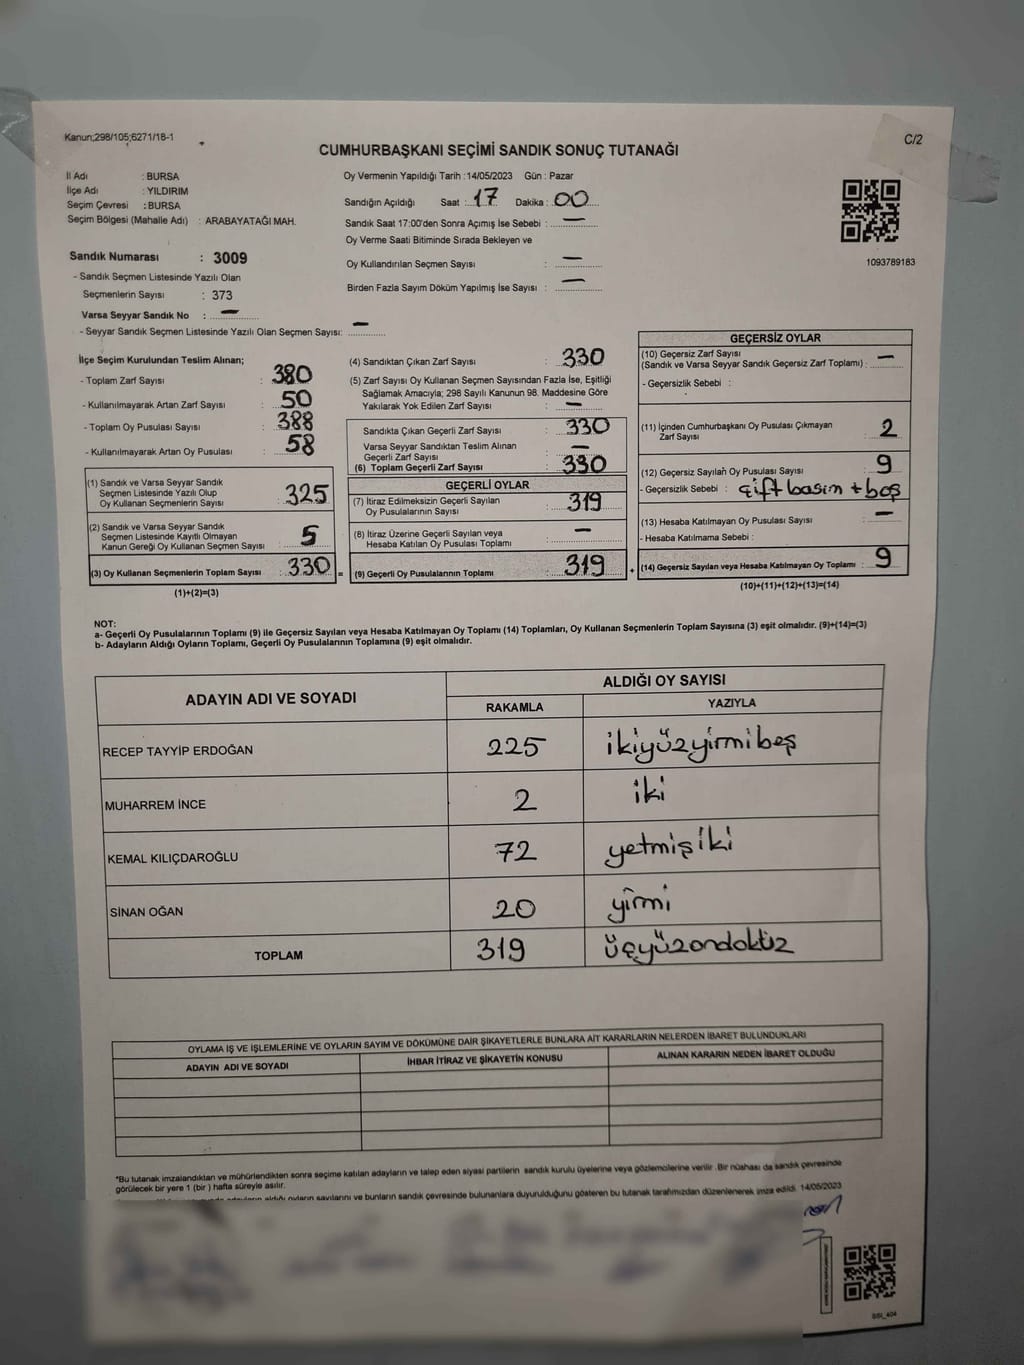 Kanun;298/105;6271/18-1
C/2
CUMHURBAŞKANI SEÇİMİ SANDIK SONUÇ TUTANAĞI
İl Adı : BURSA
İlçe Adı : YILDIRIM
Seçim Çevresi : BURSA
Seçim Bölgesi (Mahalle Adı) : ARABAYATAĞI MAH.
Sandık Numarası : 3009
- Sandık Seçmen Listesinde Yazılı Olan
Seçmenlerin Sayısı : 373
Varsa Seyyar Sandık No : —
- Seyyar Sandık Seçmen Listesinde Yazılı Olan Seçmen Sayısı: —
Oy Vermenin Yapıldığı Tarih :14/05/2023 Gün : Pazar
Sandığın Açıldığı Saat : 17 Dakika : 00
Sandık Saat 17:00'den Sonra Açımış İse Sebebi : —
Oy Verme Saati Bitiminde Sırada Bekleyen ve
Oy Kullandırılan Seçmen Sayısı : —
Birden Fazla Sayım Döküm Yapılmış İse Sayısı : —
1093789183
İlçe Seçim Kurulundan Teslim Alınan;
- Toplam Zarf Sayısı : 380
- Kullanılmayarak Artan Zarf Sayısı : 50
- Toplam Oy Pusulası Sayısı : 388
- Kullanılmayarak Artan Oy Pusulası : 58
(1) Sandık ve Varsa Seyyar Sandık
Seçmen Listesinde Yazılı Olup
Oy Kullanan Seçmenlerin Sayısı : 325
(2) Sandık ve Varsa Seyyar Sandık
Seçmen Listesinde Kayıtlı Olmayan
Kanun Gereği Oy Kullanan Seçmen Sayısı : 5
(3) Oy Kullanan Seçmenlerin Toplam Sayısı : 330 =
(1)+(2)=(3)
(4) Sandıktan Çıkan Zarf Sayısı : 330
(5) Zarf Sayısı Oy Kullanan Seçmen Sayısından Fazla İse, Eşitliği
Sağlamak Amacıyla; 298 Sayılı Kanunun 98. Maddesine Göre
Yakılarak Yok Edilen Zarf Sayısı : —
Sandıkta Çıkan Geçerli Zarf Sayısı : 330
Varsa Seyyar Sandıktan Teslim Alınan
Geçerli Zarf Sayısı : —
(6) Toplam Geçerli Zarf Sayısı : 330
GEÇERLİ OYLAR
(7) İtiraz Edilmeksizin Geçerli Sayılan
Oy Pusulalarının Sayısı : 319
(8) İtiraz Üzerine Geçerli Sayılan veya
Hesaba Katılan Oy Pusulası Toplamı : —
(9) Geçerli Oy Pusulalarının Toplamı : 319 +
GEÇERSİZ OYLAR
(10) Geçersiz Zarf Sayısı
(Sandık ve Varsa Seyyar Sandık Geçersiz Zarf Toplamı) : —
- Geçersizlik Sebebi :
(11) İçinden Cumhurbaşkanı Oy Pusulası Çıkmayan
Zarf Sayısı : 2
(12) Geçersiz Sayılan Oy Pusulası Sayısı : 9
- Geçersizlik Sebebi : çift basım + boş
(13) Hesaba Katılmayan Oy Pusulası Sayısı : —
- Hesaba Katılmama Sebebi :
(14) Geçersiz Sayılan veya Hesaba Katılmayan Oy Toplamı : 9
(10)+(11)+(12)+(13)=(14)
NOT:
a- Geçerli Oy Pusulalarının Toplamı (9) ile Geçersiz Sayılan veya Hesaba Katılmayan Oy Toplamı (14) Toplamları, Oy Kullanan Seçmenlerin Toplam Sayısına (3) eşit olmalıdır. (9)+(14)=(3)
b- Adayların Aldığı Oyların Toplamı, Geçerli Oy Pusulalarının Toplamına (9) eşit olmalıdır.
ADAYIN ADI VE SOYADI
ALDIĞI OY SAYISI
RAKAMLA YAZIYLA
RECEP TAYYİP ERDOĞAN 225 ikiyüzyirmibeş
MUHARREM İNCE 2 iki
KEMAL KILIÇDAROĞLU 72 yetmişiki
SİNAN OĞAN 20 yirmi
TOPLAM 319 üçyüzondokuz
OYLAMA İŞ VE İŞLEMLERİNE VE OYLARIN SAYIM VE DÖKÜMÜNE DAİR ŞİKAYETLERLE BUNLARA AİT KARARLARIN NELERDEN İBARET BULUNDUKLARI
ADAYIN ADI VE SOYADI İHBAR İTİRAZ VE ŞİKAYETİN KONUSU ALINAN KARARIN NEDEN İBARET OLDUĞU
*Bu tutanak imzalandıktan ve mühürlendikten sonra seçime katılan adayların ve talep eden siyasi partilerin sandık kurulu üyelerine veya gözlemcilerine verilir. Bir nüshası da sandık çevresinde
görülecek bir yere 1 (bir) hafta süreyle asılır.
adayların aldığı oyların sayılarını ve bunların sandık çevresinde bulunanlara duyurulduğunu gösteren bu tutanak tarafımızdan düzenlenerek imza edildi. 14/05/2023
SSI_404